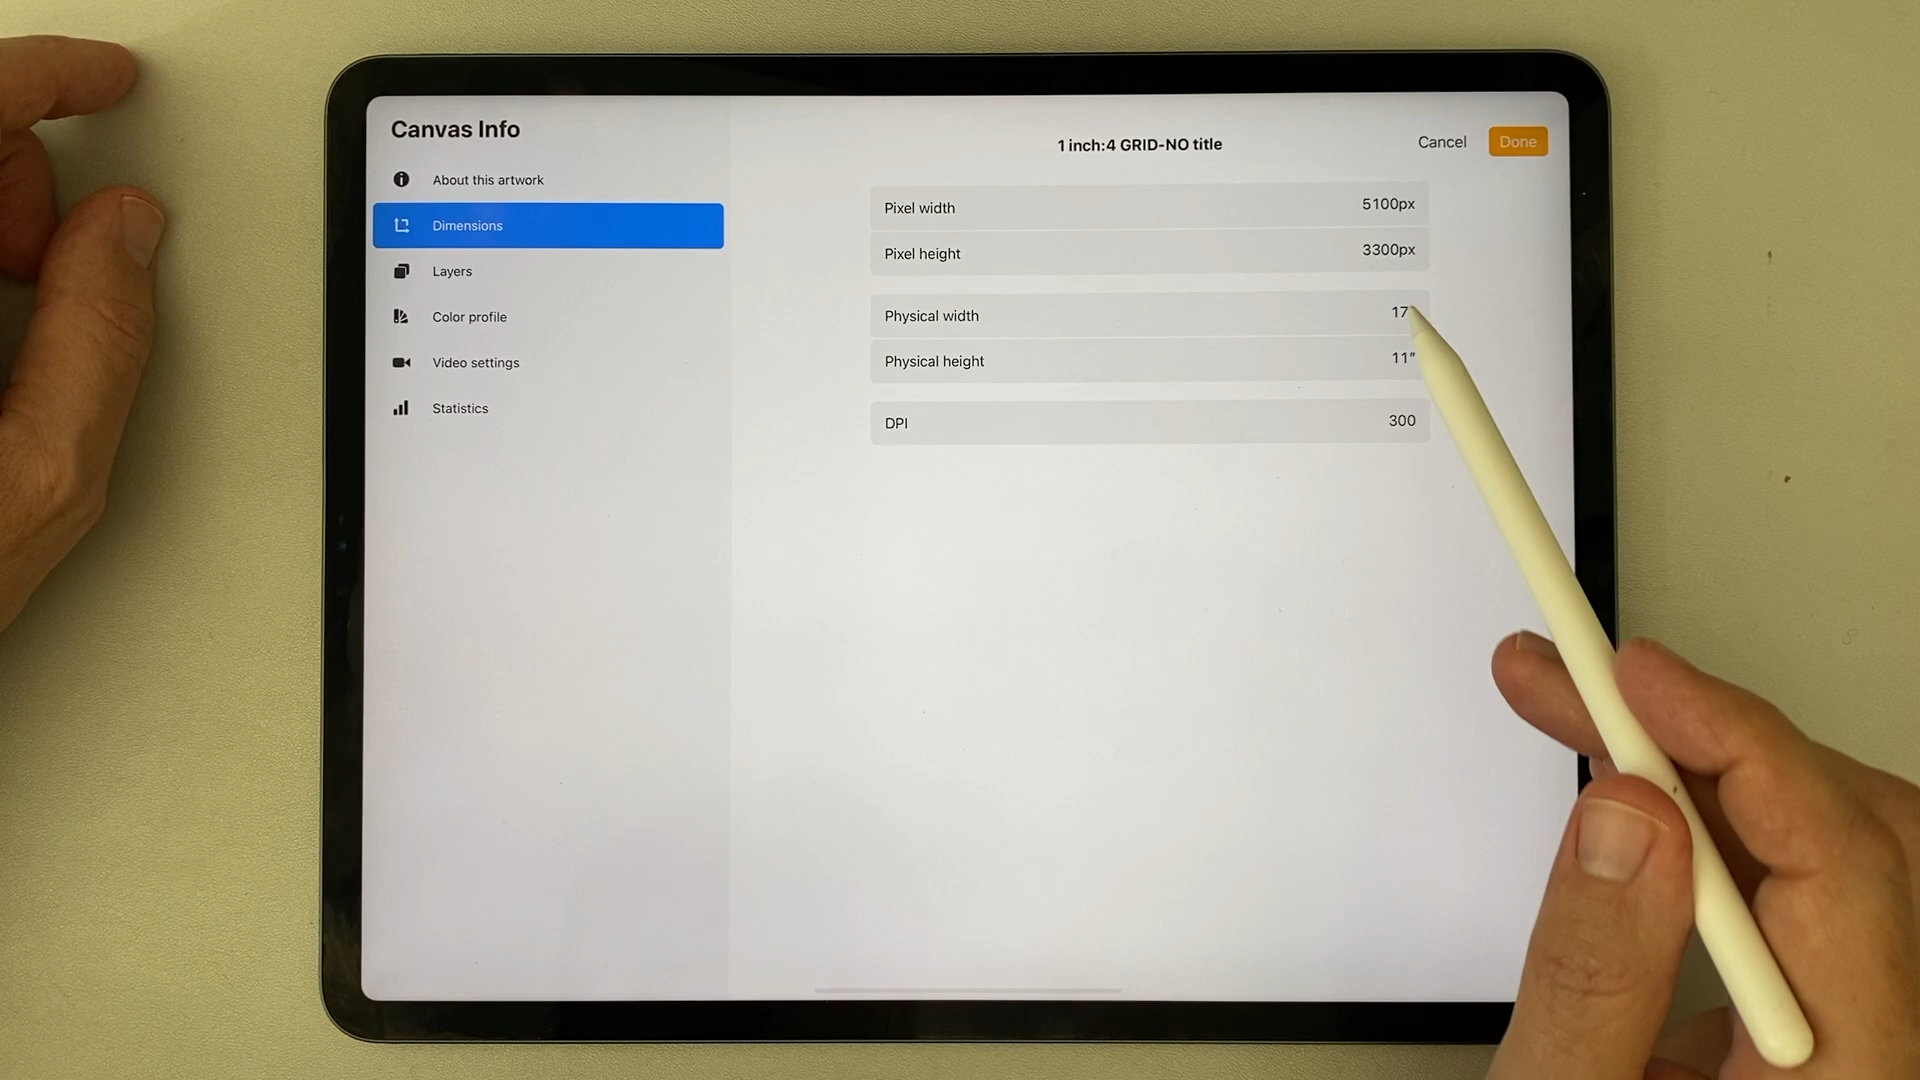 Canvas Info
About this artwork
Dimensions
Layers
Color profile
Video settings
Statistics
1 inch:4 GRID-NO title
Cancel
Done
Pixel width 5100px
Pixel height 3300px
Physical width 17
Physical height 11″
DPI 300